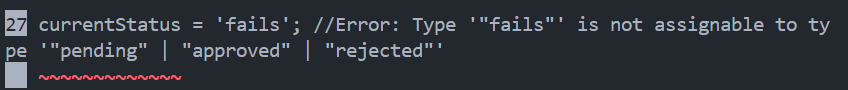 27 currentStatus = 'fails'; //Error: Type '"fails"' is not assignable to ty
pe '"pending" | "approved" | "rejected"'
~~~~~~~~~~~~~